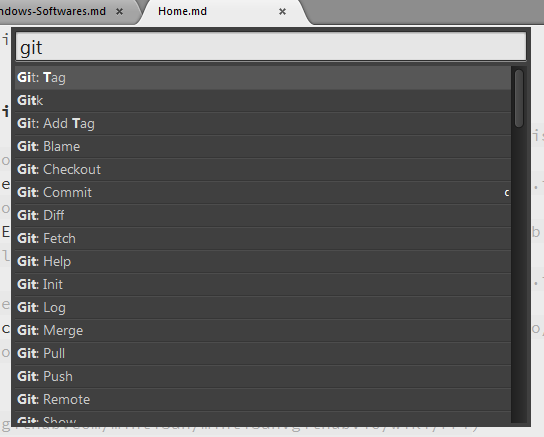 ndows-Softwares.md ×
Home.md ×
git
Git: Tag
Gitk
Git: Add Tag
Git: Blame
Git: Checkout
Git: Commit c
Git: Diff
Git: Fetch
Git: Help
Git: Init
Git: Log
Git: Merge
Git: Pull
Git: Push
Git: Remote
Git: Show